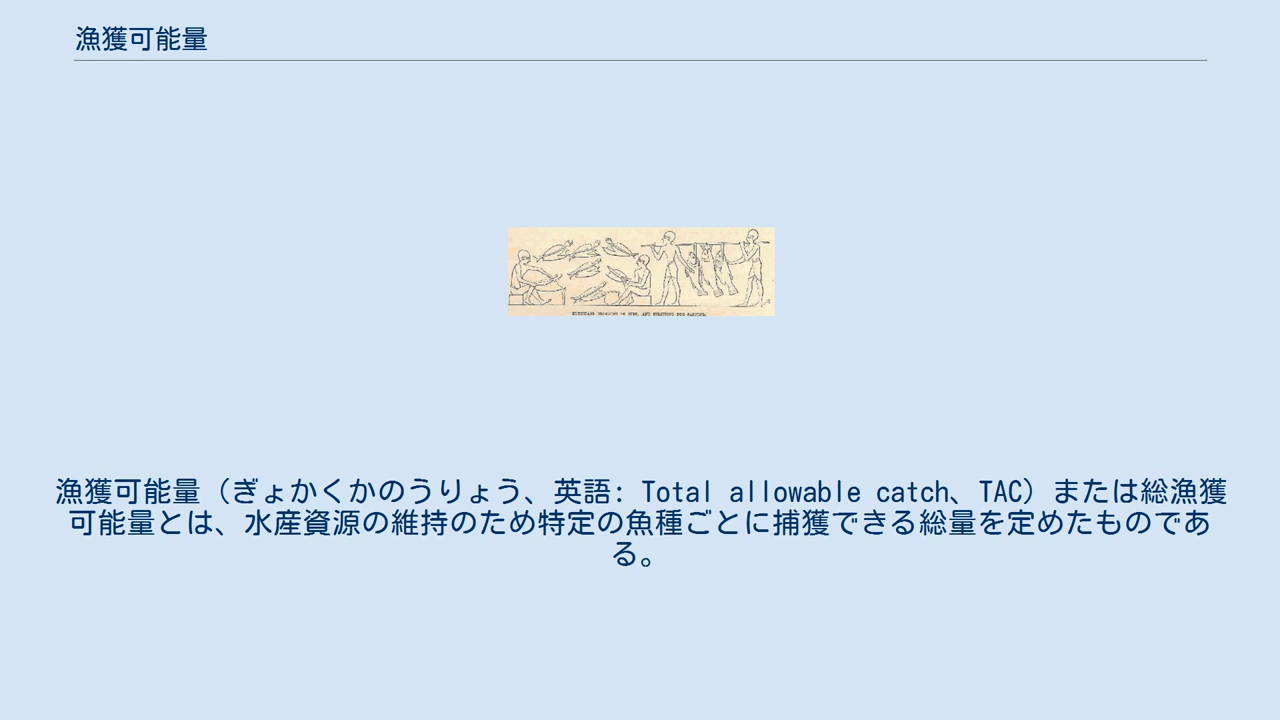 漁獲可能量
漁獲可能量（ぎょかくかのうりょう、英語: Total allowable catch、TAC）または総漁獲
可能量とは、水産資源の維持のため特定の魚種ごとに捕獲できる総量を定めたものであ
る。